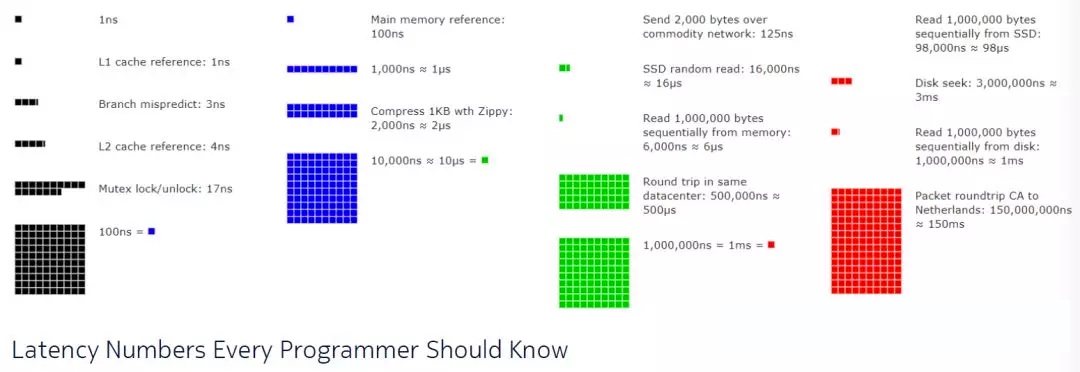 1ns
L1 cache reference: 1ns
Branch mispredict: 3ns
L2 cache reference: 4ns
Mutex lock/unlock: 17ns
100ns =
Main memory reference:
100ns
1,000ns ≈ 1μs
Compress 1KB wth Zippy:
2,000ns ≈ 2μs
10,000ns ≈ 10μs =
Send 2,000 bytes over
commodity network: 125ns
SSD random read: 16,000ns
≈ 16μs
Read 1,000,000 bytes
sequentially from memory:
6,000ns ≈ 6μs
Round trip in same
datacenter: 500,000ns ≈
500μs
1,000,000ns = 1ms =
Read 1,000,000 bytes
sequentially from SSD:
98,000ns ≈ 98μs
Disk seek: 3,000,000ns ≈
3ms
Read 1,000,000 bytes
sequentially from disk:
1,000,000ns ≈ 1ms
Packet roundtrip CA to
Netherlands: 150,000,000ns
≈ 150ms
Latency Numbers Every Programmer Should Know